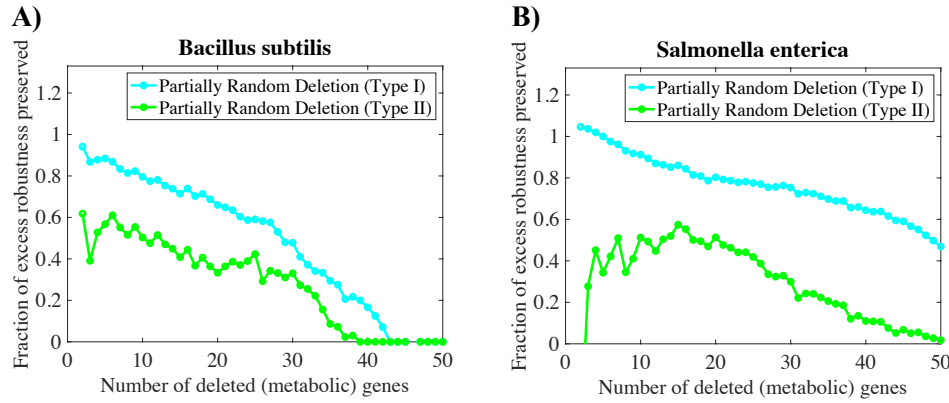 A)
Bacillus subtilis
Fraction of excess robustness preserved
1.2
1
0.8
0.6
0.4
0.2
0
Partially Random Deletion (Type I)
Partially Random Deletion (Type II)
0 10 20 30 40 50
Number of deleted (metabolic) genes
B)
Salmonella enterica
Fraction of excess robustness preserved
1.2
1
0.8
0.6
0.4
0.2
0
Partially Random Deletion (Type I)
Partially Random Deletion (Type II)
0 10 20 30 40 50
Number of deleted (metabolic) genes